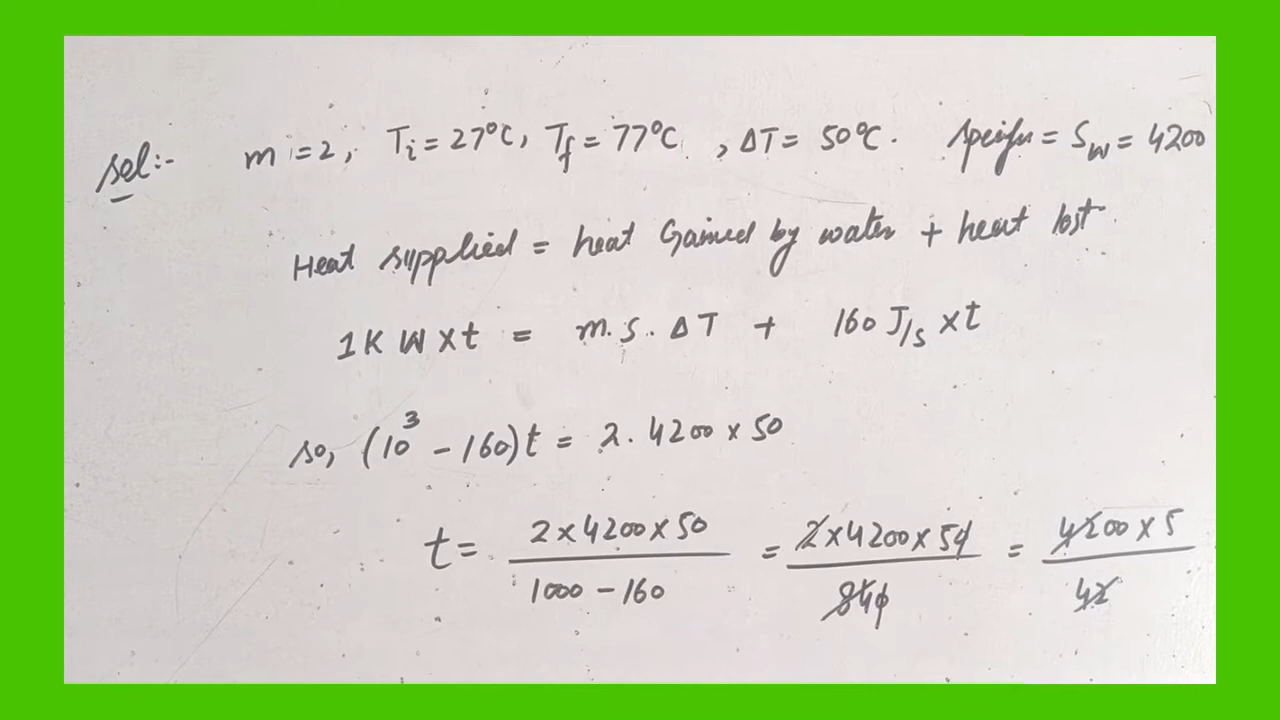 sol:- m = 2, Ti = 27°C, Tf = 77°C, ΔT = 50°C. = Sw = 4200
Heat supplied = heat Gained by water + heat lost
1K W x t = m. s. ΔT + 160 J/s x t
so, (10³ - 160)t = 2. 4200 x 50
t = 2 x 4200 x 50 / 1000 - 160 = 2 x 4200 x 50 / 840 = 4200 x 5 / 42